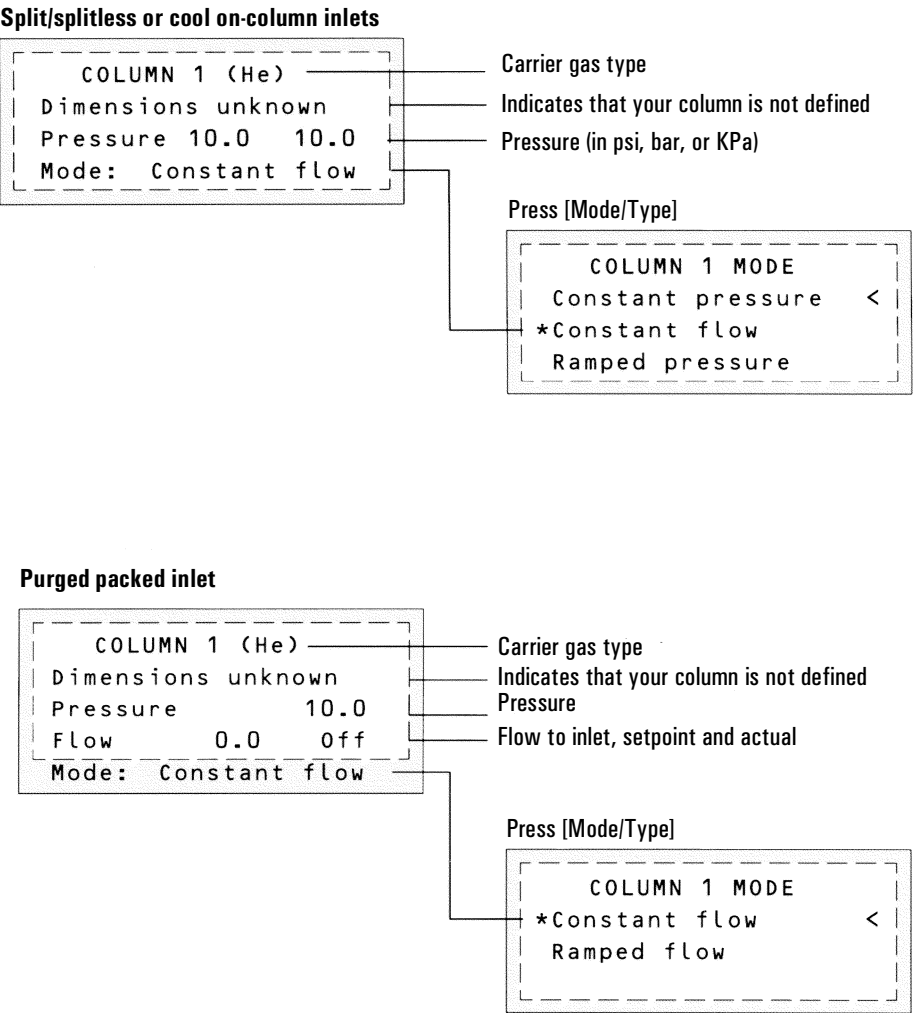 Split/splitless or cool on-column inlets
COLUMN 1 (He)
Dimensions unknown
Pressure 10.0 10.0
Mode: Constant flow
Carrier gas type
Indicates that your column is not defined
Pressure (in psi, bar, or KPa)
Press [Mode/Type]
COLUMN 1 MODE
Constant pressure <
*Constant flow
Ramped pressure
Purged packed inlet
COLUMN 1 (He)
Dimensions unknown
Pressure 10.0
Flow 0.0 Off
Mode: Constant flow
Carrier gas type
Indicates that your column is not defined
Pressure
Flow to inlet, setpoint and actual
Press [Mode/Type]
COLUMN 1 MODE
*Constant flow <
Ramped flow